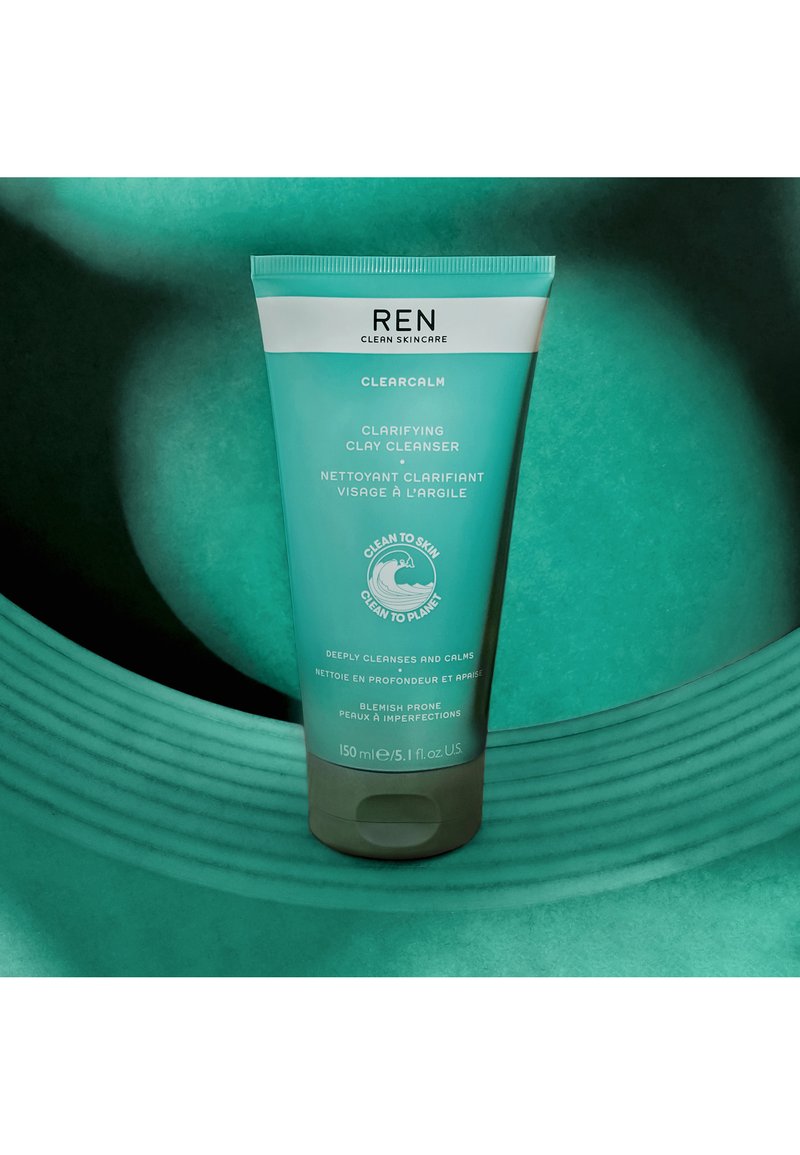 REN
CLEAN SKINCARE
CLEARCALM
CLARIFYING
CLAY CLEANSER
•
NETTOYANT CLARIFIANT
VISAGE À L'ARGILE
CLEAN TO SKIN
CLEAN TO PLANET
DEEPLY CLEANSES AND CALMS
•
NETTOIE EN PROFONDEUR ET APAISE
BLEMISH PRONE
PEAUX À IMPERFECTIONS
150 ml℮/5.1 fl.oz.U.S.